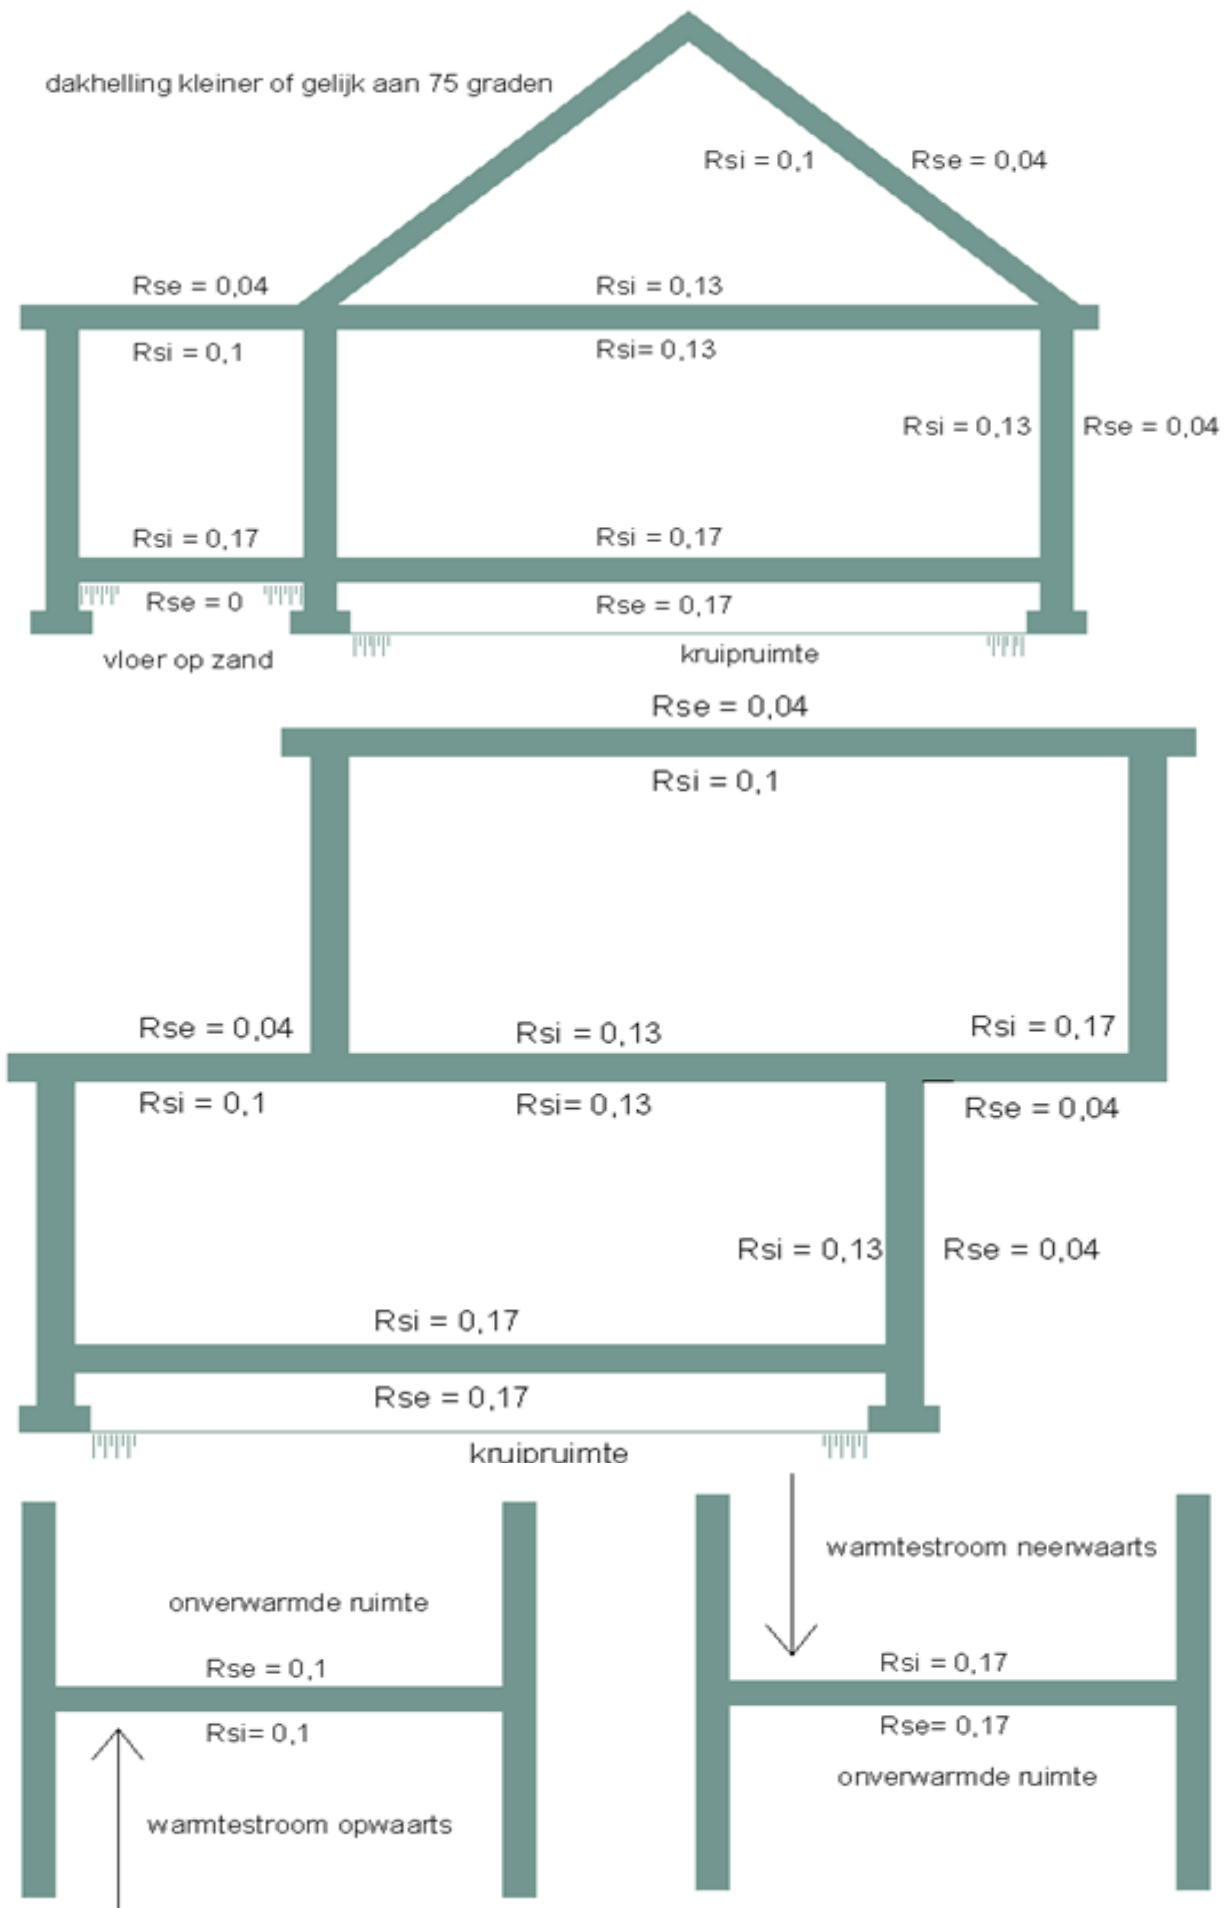 dakhelling kleiner of gelijk aan 75 graden
Rsi = 0,1
Rse = 0,04
Rse = 0,04
Rsi = 0,13
Rsi = 0,1
Rsi= 0,13
Rsi = 0,13
Rse = 0,04
Rsi = 0,17
Rsi = 0,17
Rse = 0
Rse = 0,17
vloer op zand
kruipruimte
Rse = 0,04
Rsi = 0,1
Rse = 0,04
Rsi = 0,13
Rsi = 0,17
Rsi = 0,1
Rsi= 0,13
Rse = 0,04
Rsi = 0,13
Rse = 0,04
Rsi = 0,17
Rse = 0,17
kruipruimte
onverwarmde ruimte
Rse = 0,1
Rsi= 0,1
warmtestroom opwaarts
warmtestroom neerwaarts
Rsi = 0,17
Rse= 0,17
onverwarmde ruimte